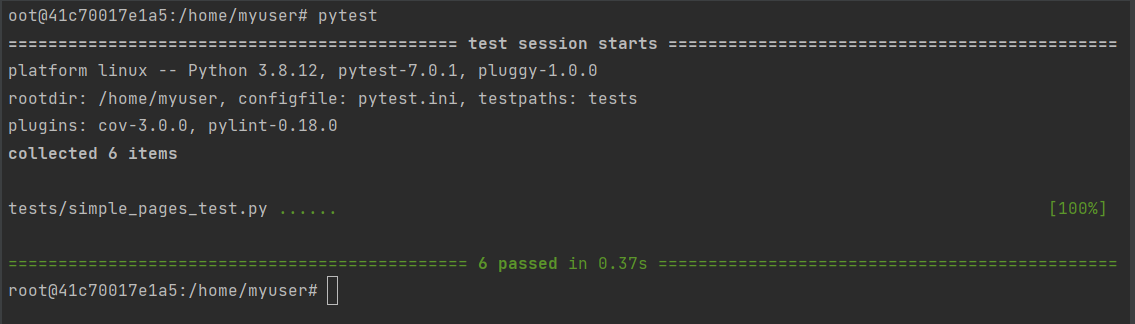 oot@41c70017e1a5:/home/myuser# pytest
============================================= test session starts =============================================
platform linux -- Python 3.8.12, pytest-7.0.1, pluggy-1.0.0
rootdir: /home/myuser, configfile: pytest.ini, testpaths: tests
plugins: cov-3.0.0, pylint-0.18.0
collected 6 items
tests/simple_pages_test.py ...... [100%]
============================================== 6 passed in 0.37s ==============================================
root@41c70017e1a5:/home/myuser#